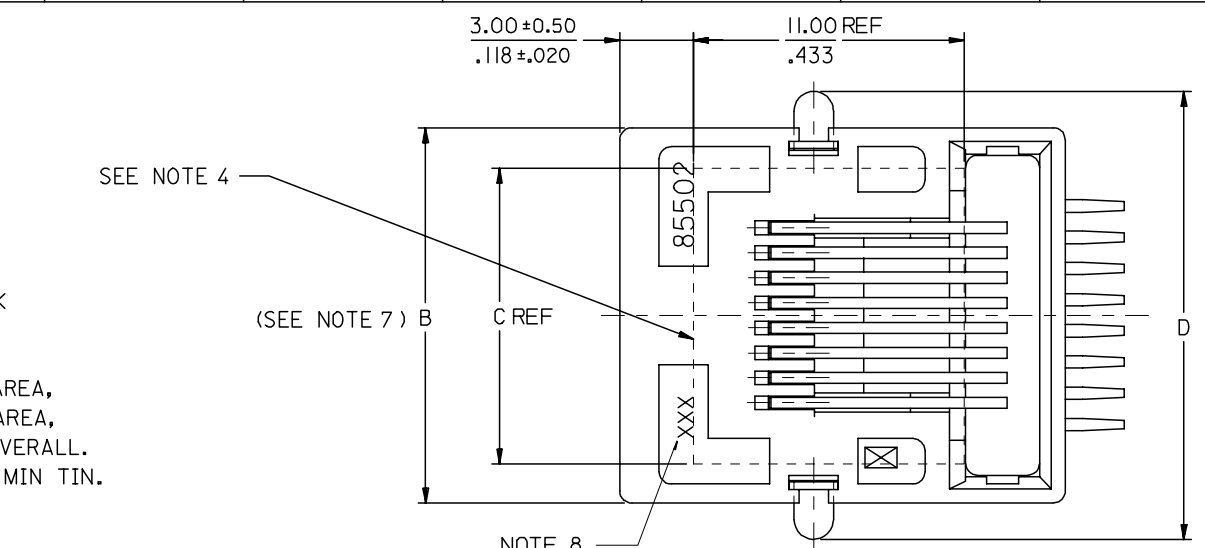 3.00 ±0.50
.118 ±.020
11.00 REF
.433
SEE NOTE 4
85502
K
(SEE NOTE 7) B
C REF
D
AREA,
AREA,
VERALL.
MIN TIN.
XXX
NOTE 8